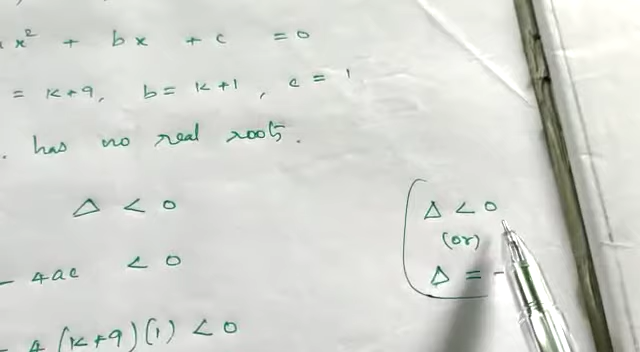 x² + bx + c = 0
= k+9, b = k+1, c = 1
. has no real roots.
Δ < 0
Δ < 0
(or)
Δ = -
- 4ac < 0
- 4(k+9)(1) < 0